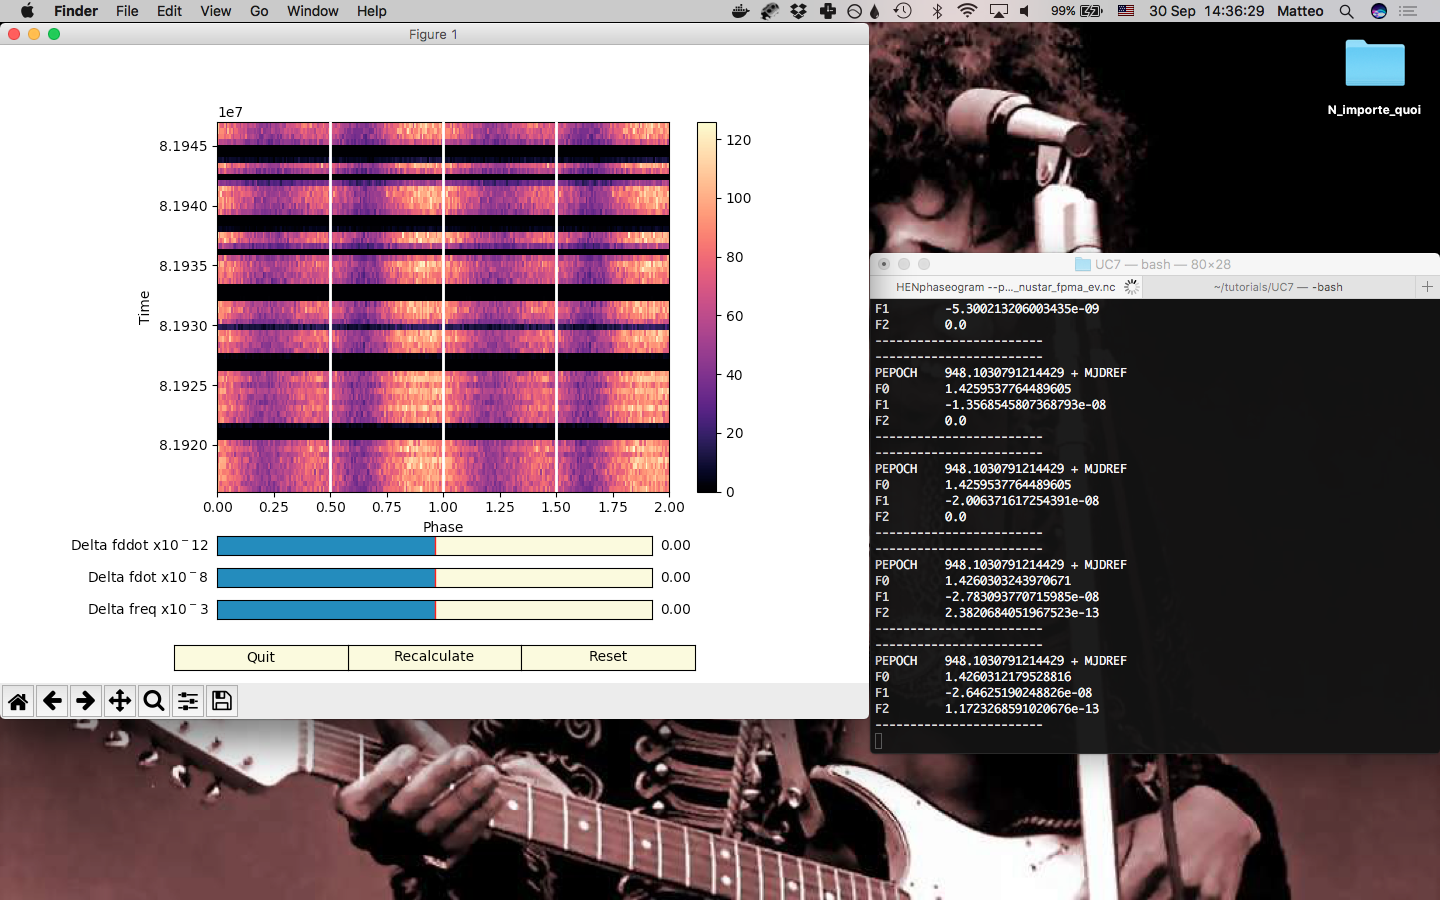 Finder File Edit View Go Window Help 99% 30 Sep 14:36:29 Matteo
Figure 1
1e7
8.1945
8.1940
8.1935
8.1930
8.1925
8.1920
Time
0.00 0.25 0.50 0.75 1.00 1.25 1.50 1.75 2.00
Phase
120
100
80
60
40
20
0
Delta fddot x10⁻12 0.00
Delta fdot x10⁻8 0.00
Delta freq x10⁻3 0.00
Quit Recalculate Reset
N_importe_quoi
UC7 — bash — 80×28
HENphaseogram --p..._nustar_fpma_ev.nc ~/tutorials/UC7 — -bash +
F1 -5.300213206003435e-09
F2 0.0
------------------------
------------------------
PEPOCH 948.1030791214429 + MJDREF
F0 1.4259537764489605
F1 -1.3568545807368793e-08
F2 0.0
------------------------
------------------------
PEPOCH 948.1030791214429 + MJDREF
F0 1.4259537764489605
F1 -2.006371617254391e-08
F2 0.0
------------------------
------------------------
PEPOCH 948.1030791214429 + MJDREF
F0 1.4260303243970671
F1 -2.783093770715985e-08
F2 2.3820684051967523e-13
------------------------
------------------------
PEPOCH 948.1030791214429 + MJDREF
F0 1.4260312179528816
F1 -2.64625190248826e-08
F2 1.1723268591020676e-13
------------------------